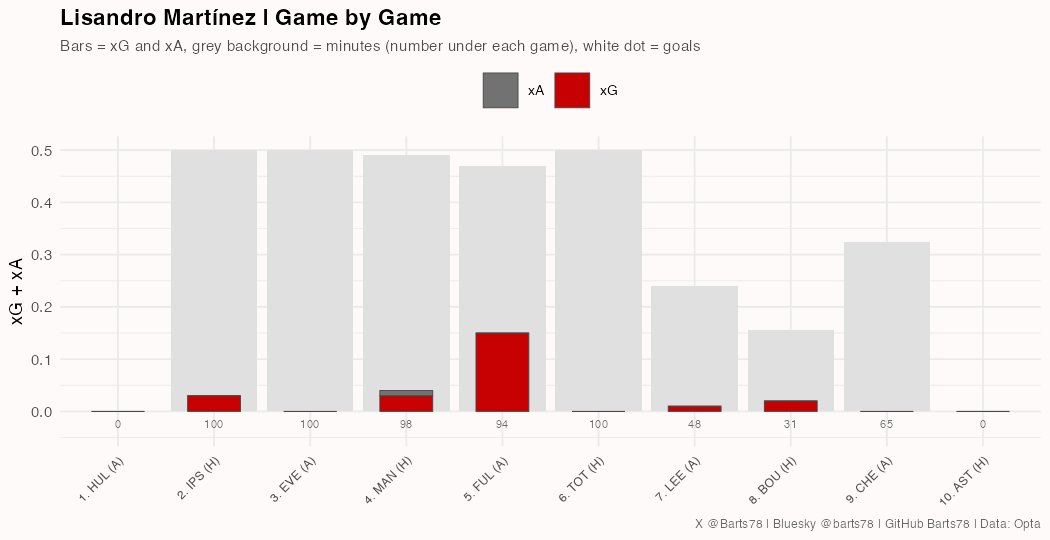 Lisandro Martínez | Game by Game
Bars = xG and xA, grey background = minutes (number under each game), white dot = goals
xA xG
xG + xA
0.5
0.4
0.3
0.2
0.1
0.0
0 100 100 98 94 100 48 31 65 0
1. HUL (A) 2. IPS (H) 3. EVE (A) 4. MAN (H) 5. FUL (A) 6. TOT (H) 7. LEE (A) 8. BOU (H) 9. CHE (A) 10. AST (H)
X @Barts78 | Bluesky @barts78 | GitHub Barts78 | Data: Opta